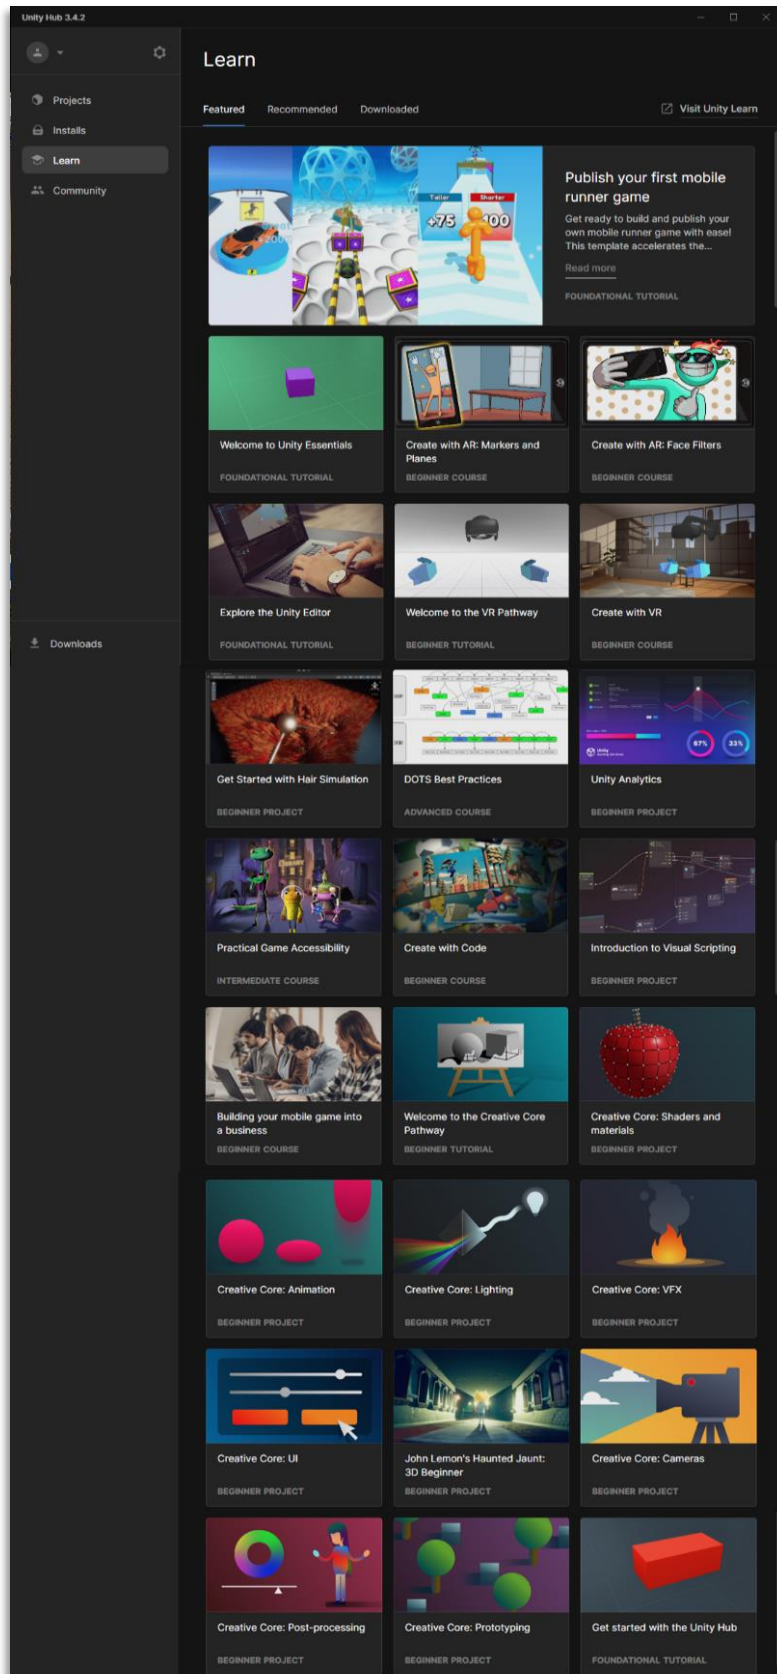 Unity Hub 3.4.2
Projects
Installs
Learn
Community
Downloads
Learn
Featured Recommended Downloaded
Visit Unity Learn
Taller Shorter
+75
Publish your first mobile
runner game
Get ready to build and publish your
own mobile runner game with ease!
This template accelerates the...
Read more
FOUNDATIONAL TUTORIAL
Welcome to Unity Essentials
FOUNDATIONAL TUTORIAL
Create with AR: Markers and
Planes
BEGINNER COURSE
Create with AR: Face Filters
BEGINNER COURSE
Explore the Unity Editor
FOUNDATIONAL TUTORIAL
Welcome to the VR Pathway
BEGINNER TUTORIAL
Create with VR
BEGINNER COURSE
Get Started with Hair Simulation
BEGINNER PROJECT
DOTS Best Practices
ADVANCED COURSE
67% 33%
Unity Analytics
BEGINNER PROJECT
Practical Game Accessibility
INTERMEDIATE COURSE
Create with Code
BEGINNER COURSE
Introduction to Visual Scripting
BEGINNER PROJECT
Building your mobile game into
a business
BEGINNER COURSE
Welcome to the Creative Core
Pathway
BEGINNER TUTORIAL
Creative Core: Shaders and
materials
BEGINNER PROJECT
Creative Core: Animation
BEGINNER PROJECT
Creative Core: Lighting
BEGINNER PROJECT
Creative Core: VFX
BEGINNER PROJECT
Creative Core: UI
BEGINNER PROJECT
John Lemon's Haunted Jaunt:
3D Beginner
BEGINNER PROJECT
Creative Core: Cameras
BEGINNER PROJECT
Creative Core: Post-processing
BEGINNER PROJECT
Creative Core: Prototyping
BEGINNER PROJECT
Get started with the Unity Hub
FOUNDATIONAL TUTORIAL